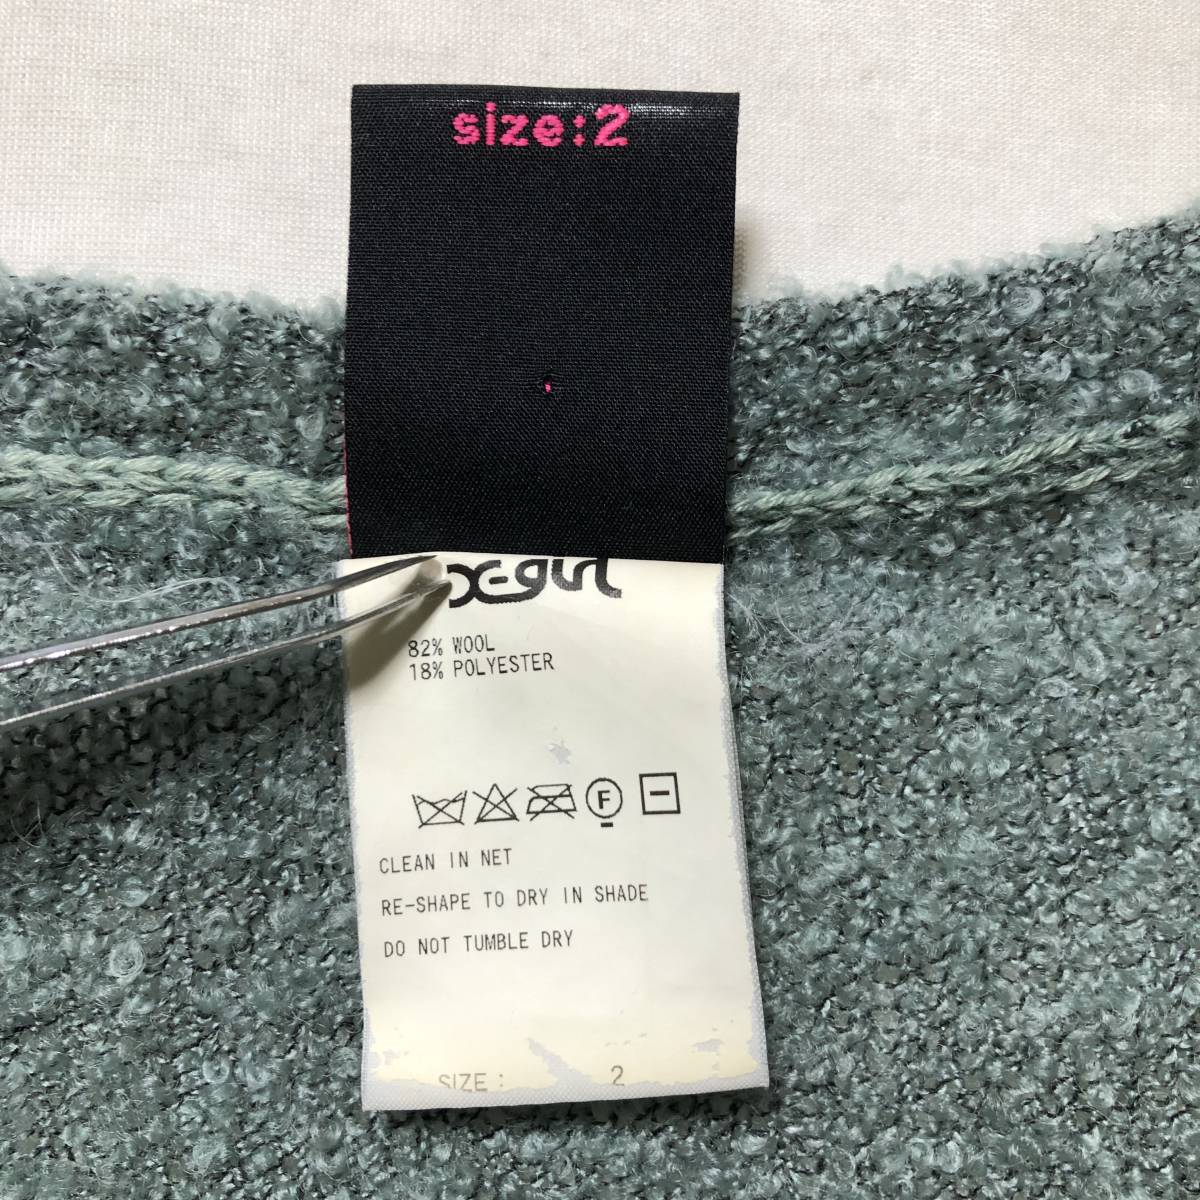 size:2
X-girl
82% WOOL
18% POLYESTER
F
CLEAN IN NET
RE-SHAPE TO DRY IN SHADE
DO NOT TUMBLE DRY
SIZE : 2